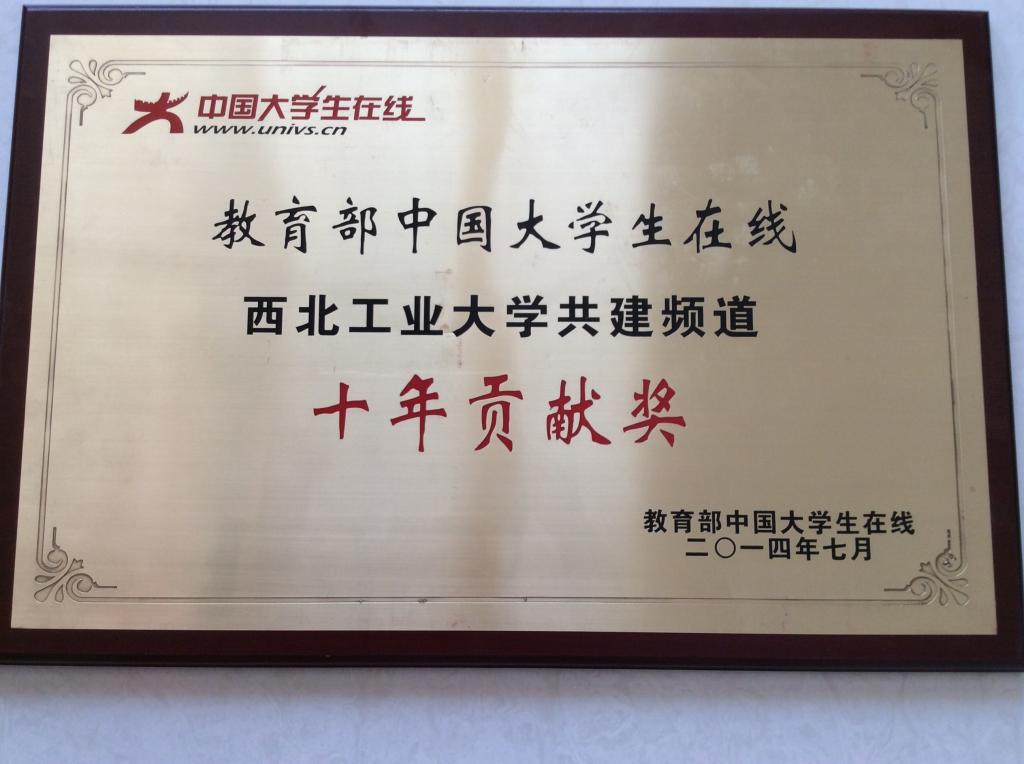 中国大学生在线
www.univs.cn
教育部中国大学生在线
西北工业大学共建频道
十年贡献奖
教育部中国大学生在线
二〇一四年七月